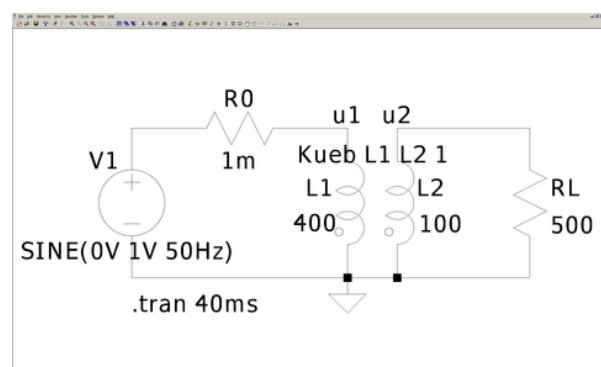 R0
u1 u2
V1
1m
Kueb L1 L2 1
L1
L2
RL
400
100
500
SINE(0V 1V 50Hz)
.tran 40ms